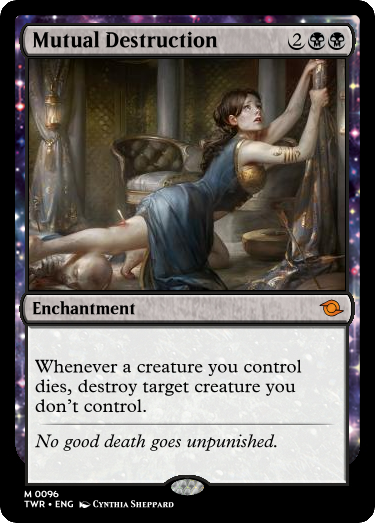 Mutual Destruction 2
Enchantment
Whenever a creature you control
dies, destroy target creature you
don't control.
No good death goes unpunished.
M 0096
TWR • ENG Cynthia Sheppard